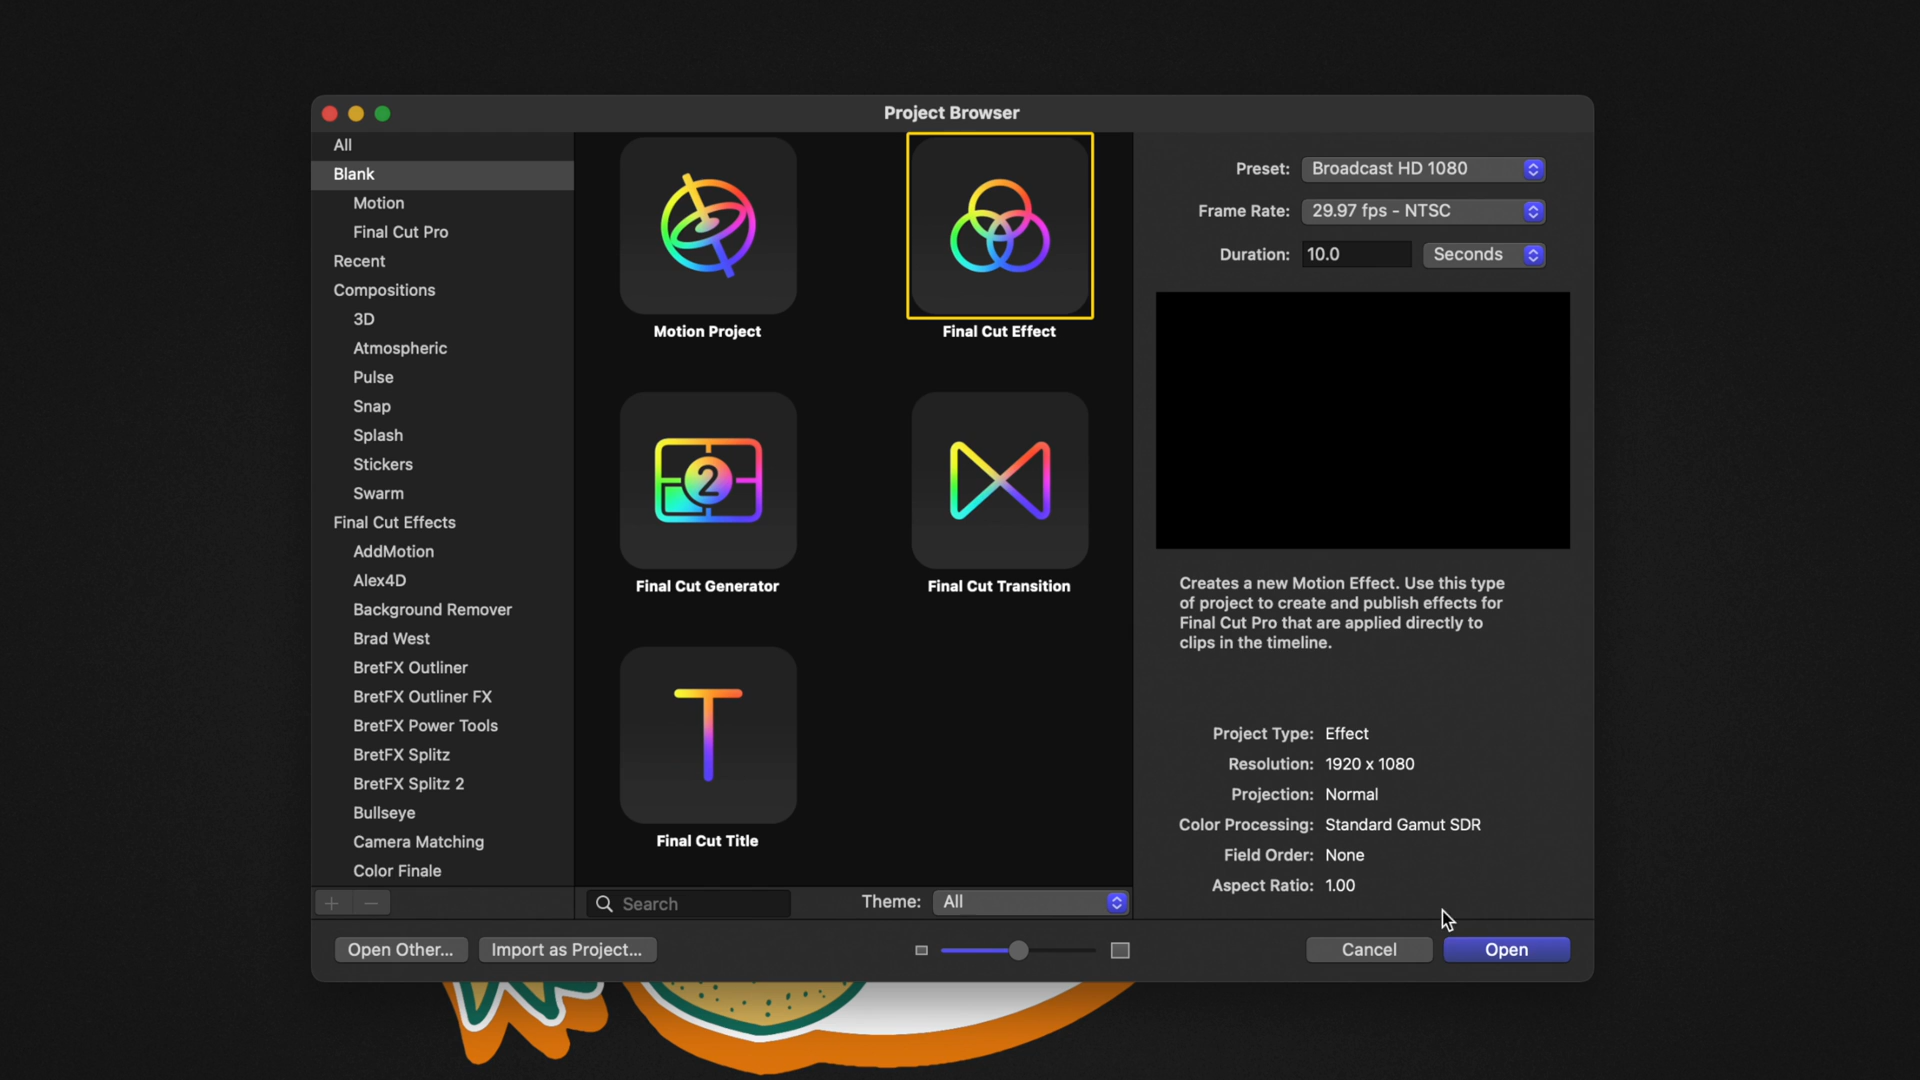 Project Browser
All
Blank
Motion
Final Cut Pro
Recent
Compositions
3D
Atmospheric
Pulse
Snap
Splash
Stickers
Swarm
Final Cut Effects
AddMotion
Alex4D
Background Remover
Brad West
BretFX Outliner
BretFX Outliner FX
BretFX Power Tools
BretFX Splitz
BretFX Splitz 2
Bullseye
Camera Matching
Color Finale
Motion Project
Final Cut Effect
2
Final Cut Generator
Final Cut Transition
T
Final Cut Title
Search
Theme: All
Preset: Broadcast HD 1080
Frame Rate: 29.97 fps - NTSC
Duration: 10.0 Seconds
Creates a new Motion Effect. Use this type
of project to create and publish effects for
Final Cut Pro that are applied directly to
clips in the timeline.
Project Type: Effect
Resolution: 1920 x 1080
Projection: Normal
Color Processing: Standard Gamut SDR
Field Order: None
Aspect Ratio: 1.00
Open Other...
Import as Project...
Cancel
Open